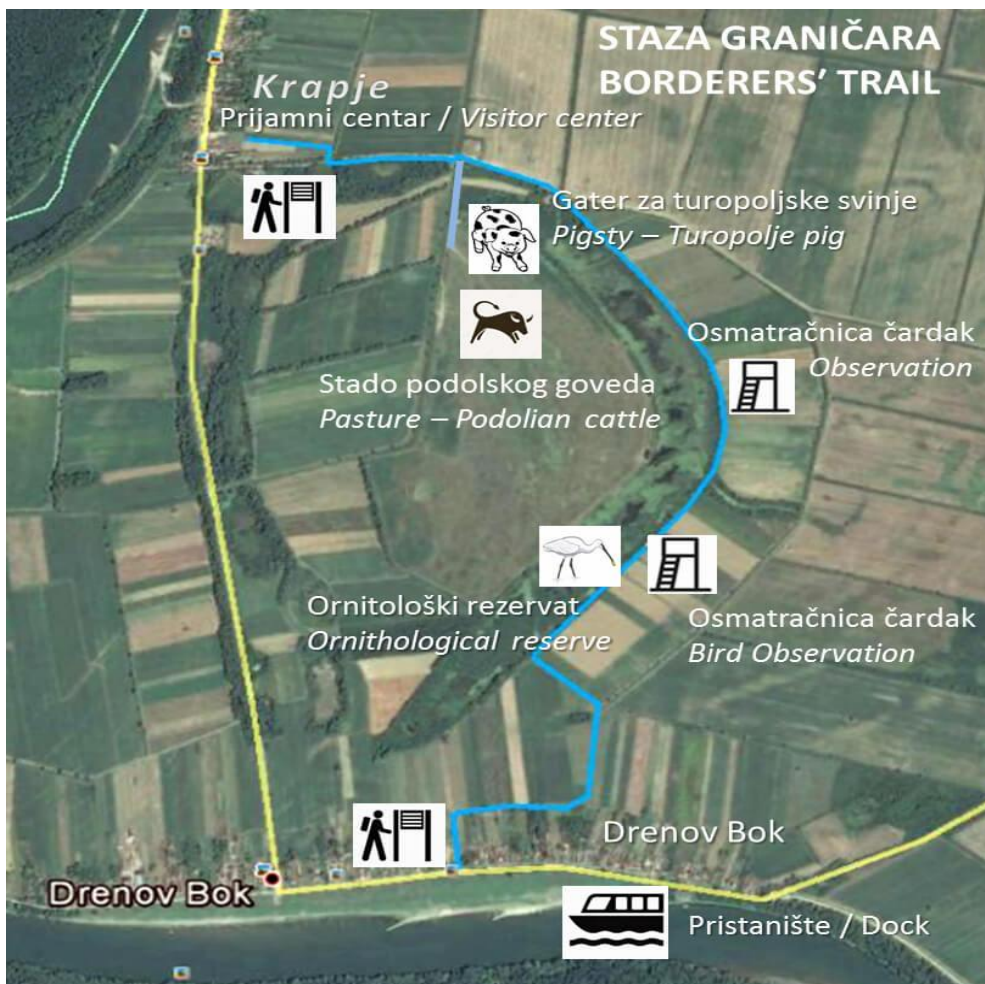 STAZA GRANIČARA
BORDERERS' TRAIL
Krapje
Prijamni centar / Visitor center
Gater za turopoljske svinje
Pigsty – Turopolje pig
Osmatračnica čardak
Observation
Stado podolskog goveda
Pasture – Podolian cattle
Ornitološki rezervat
Ornithological reserve
Osmatračnica čardak
Bird Observation
Drenov Bok
Drenov Bok
Pristanište / Dock